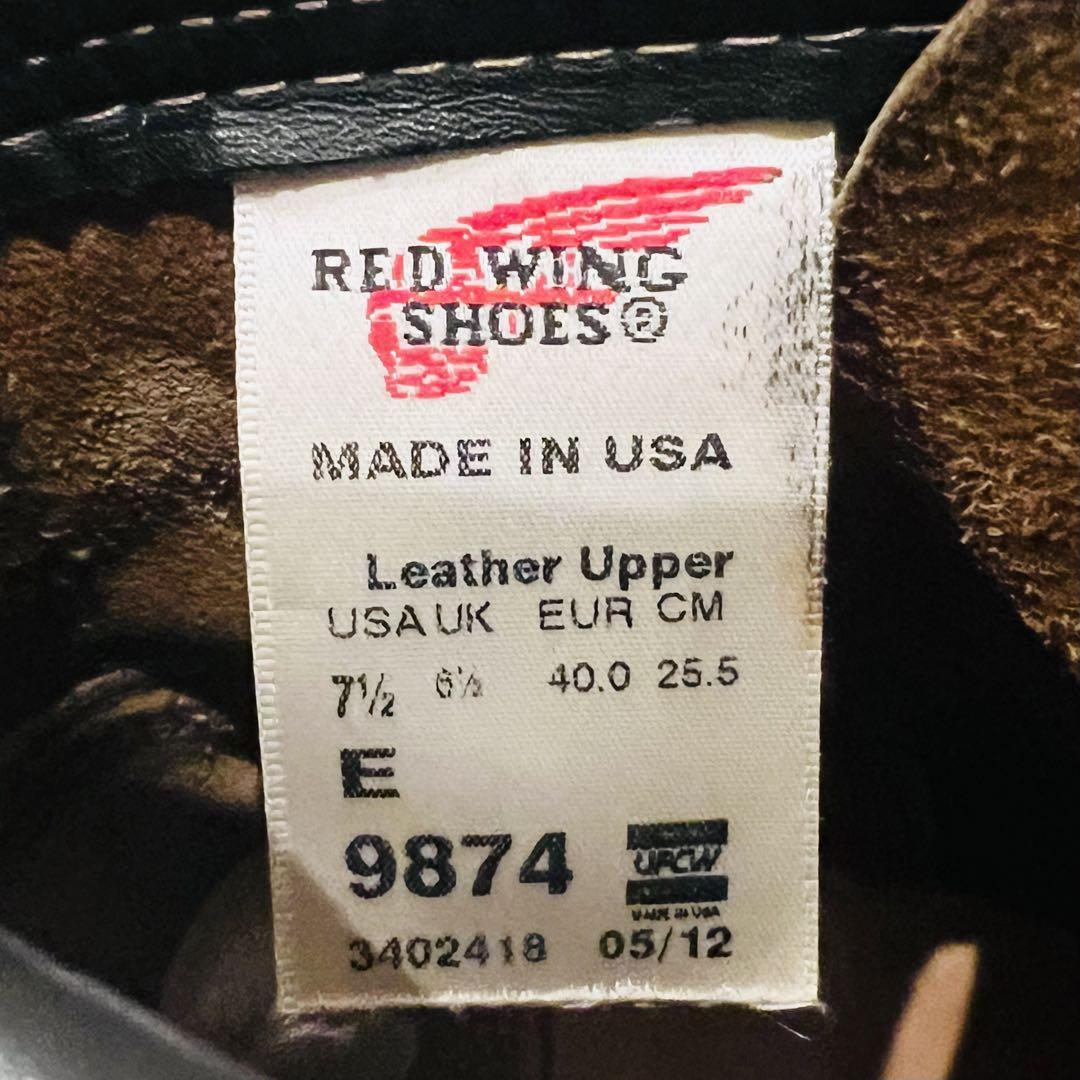 RED WING
SHOES®
MADE IN USA
Leather Upper
USA UK EUR CM
7½ 6½ 40.0 25.5
E
9874
UFCW
MADE IN USA
3402418 05/12